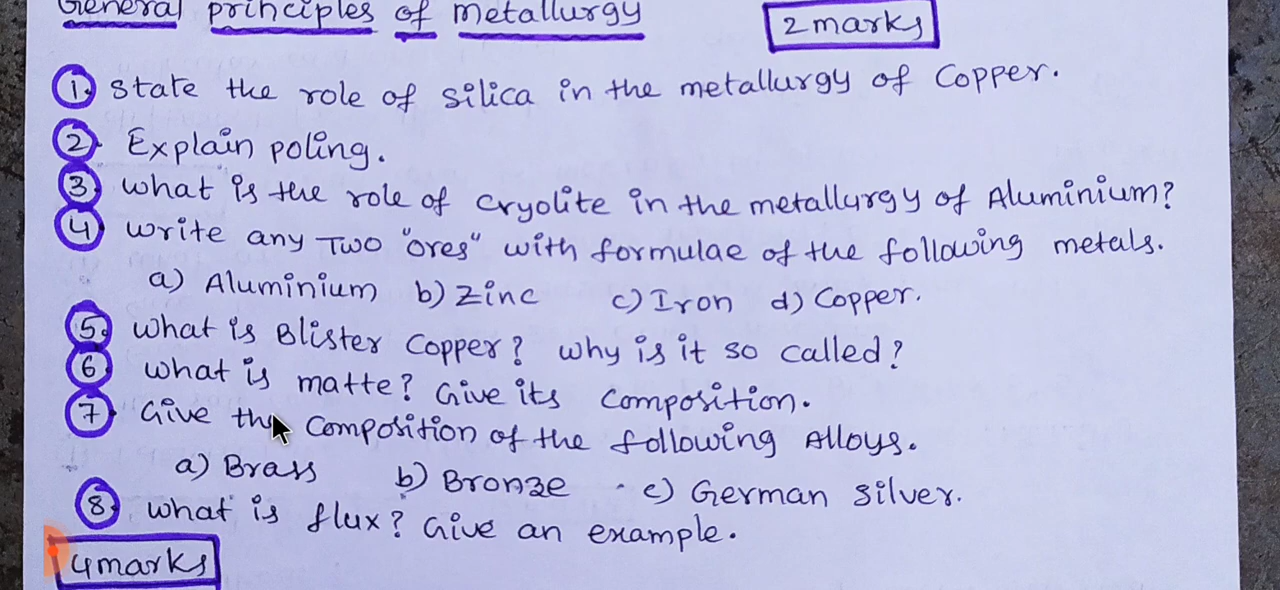 General principles of metallurgy
2 marks
1. State the role of silica in the metallurgy of Copper.
2. Explain poling.
3. what is the role of cryolite in the metallurgy of Aluminium?
4. write any Two "ores" with formulae of the following metals.
a) Aluminium b) Zinc c) Iron d) Copper.
5. what is Blister Copper? why is it so called?
6. what is matte? Give its composition.
7. Give the composition of the following Alloys.
a) Brass b) Bronze c) German silver.
8. what is flux? Give an example.
4 marks